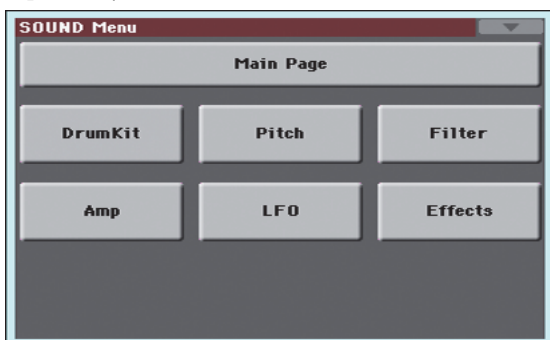 SOUND Menu
Main Page
DrumKit Pitch Filter
Amp LFO Effects